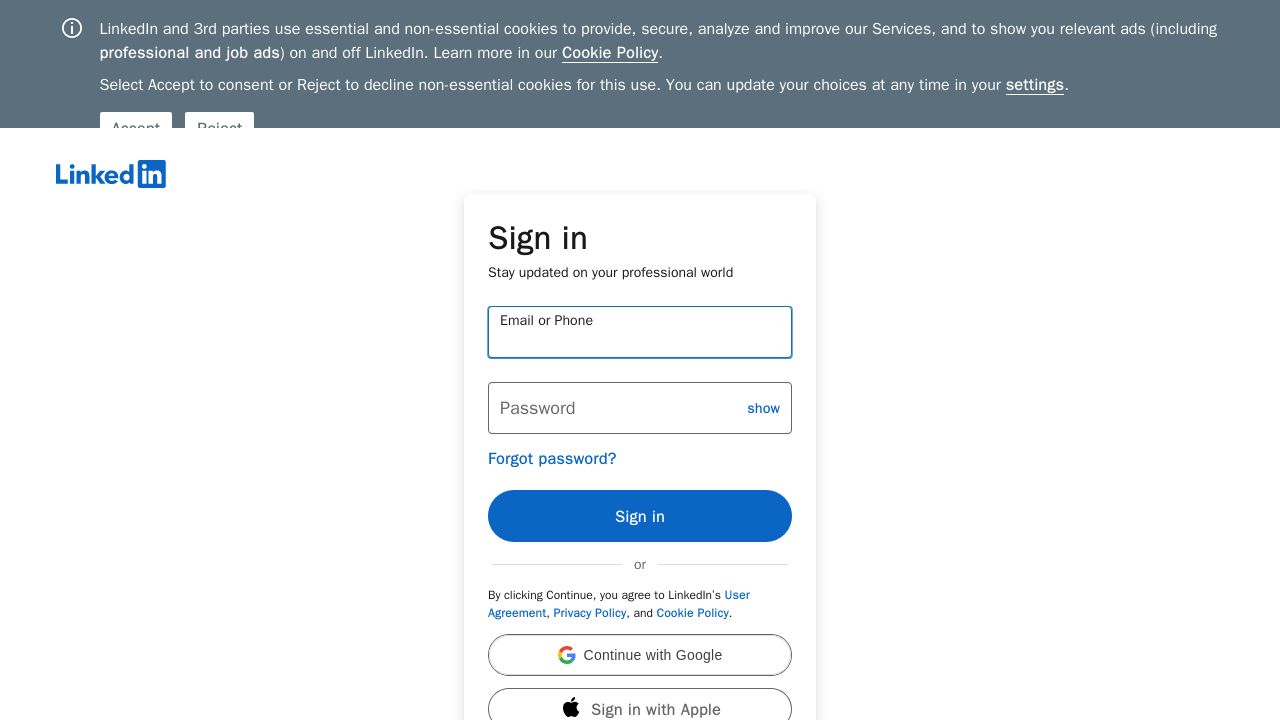 LinkedIn and 3rd parties use essential and non-essential cookies to provide, secure, analyze and improve our Services, and to show you relevant ads (including
professional and job ads) on and off LinkedIn. Learn more in our Cookie Policy.
Select Accept to consent or Reject to decline non-essential cookies for this use. You can update your choices at any time in your settings.
Accept Reject
Linked in
Sign in
Stay updated on your professional world
Email or Phone
Password show
Forgot password?
Sign in
or
By clicking Continue, you agree to LinkedIn's User
Agreement, Privacy Policy, and Cookie Policy.
Continue with Google
Sign in with Apple